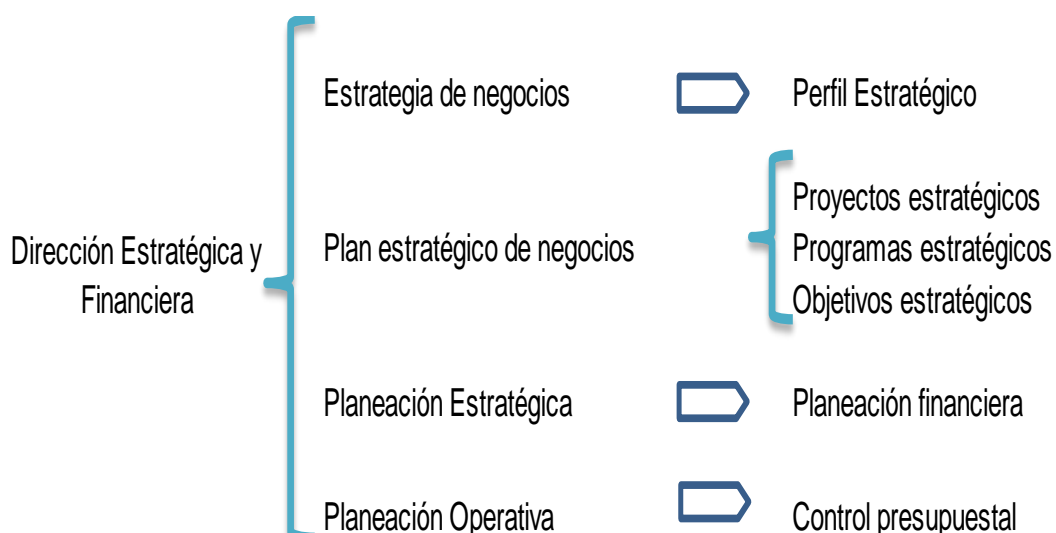 Estrategia de negocios
Perfil Estratégico
Dirección Estratégica y
Financiera
Plan estratégico de negocios
Proyectos estratégicos
Programas estratégicos
Objetivos estratégicos
Planeación Estratégica
Planeación financiera
Planeación Operativa
Control presupuestal